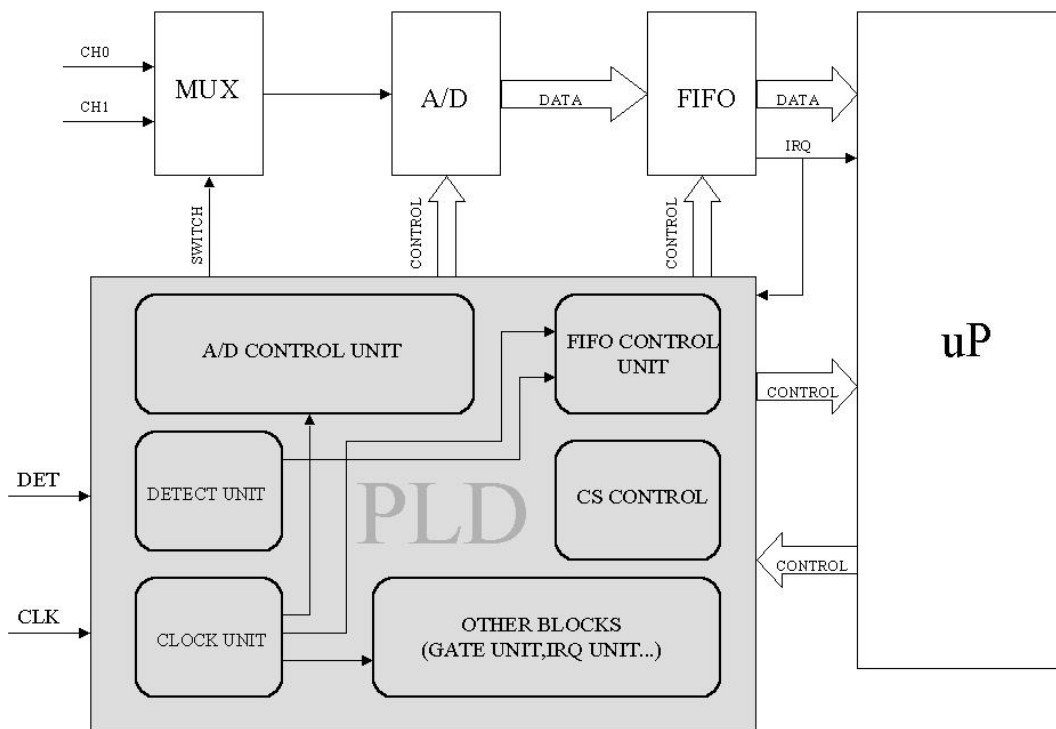 CH0
CH1
MUX
A/D
DATA
FIFO
DATA
IRQ
SWITCH
CONTROL
CONTROL
uP
A/D CONTROL UNIT
FIFO CONTROL
UNIT
CONTROL
DET
DETECT UNIT
PLD
CS CONTROL
CONTROL
CLK
CLOCK UNIT
OTHER BLOCKS
(GATE UNIT,IRQ UNIT...)